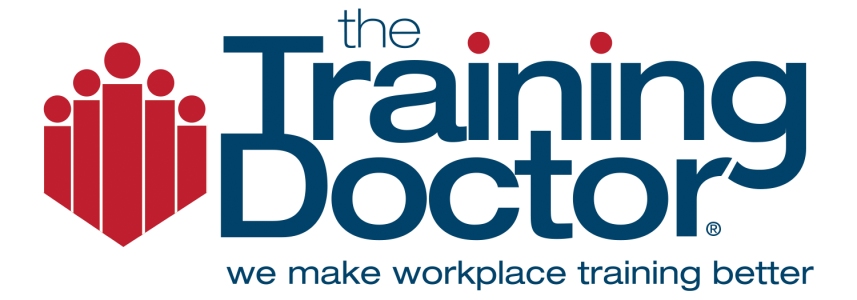 the
Training
Doctor®
we make workplace training better